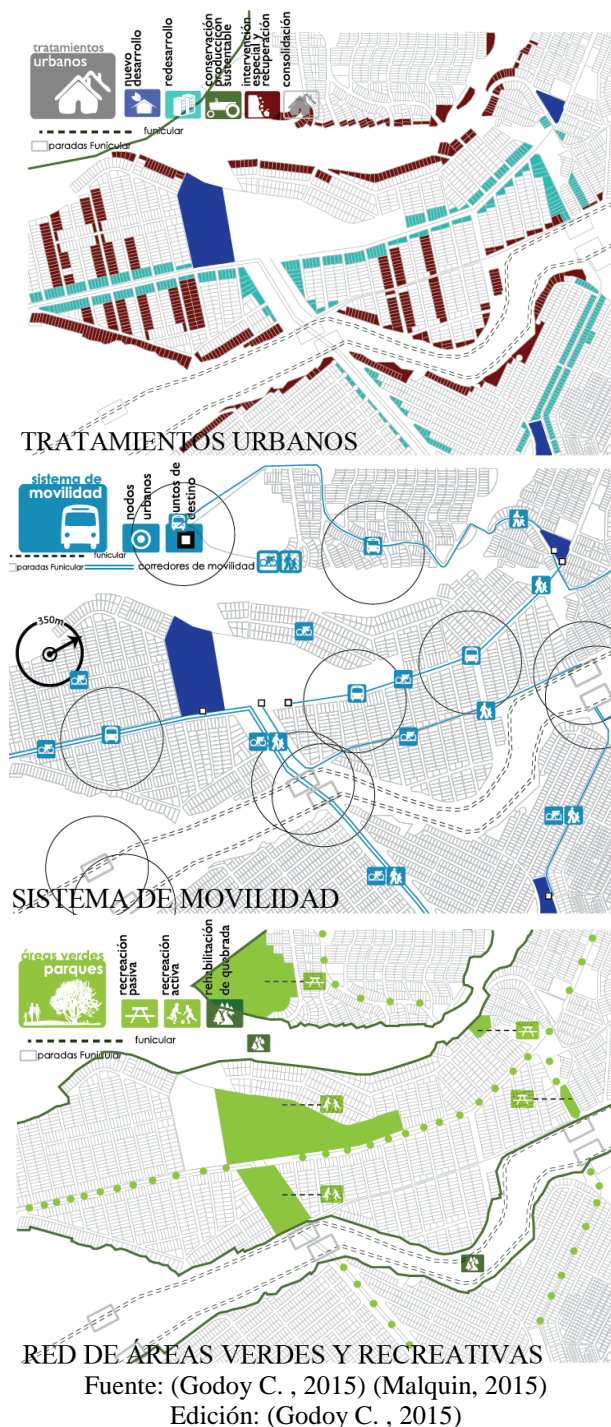 tratamientos
urbanos
nuevo
desarrollo
redesarrollo
conservación
producccion
sustentable
intervención
especial y
recuperación
consolidación
funicular
paradas Funicular
TRATAMIENTOS URBANOS
sistema de
movilidad
nodos
urbanos
untos de
destino
funicular
paradas Funicular
corredores de movilidad
350m
SISTEMA DE MOVILIDAD
áreas verdes
parques
recreación
pasiva
recreación
activa
rehabilitación
de quebrada
funicular
paradas Funicular
RED DE ÁREAS VERDES Y RECREATIVAS
Fuente: (Godoy C. , 2015) (Malquin, 2015)
Edición: (Godoy C. , 2015)